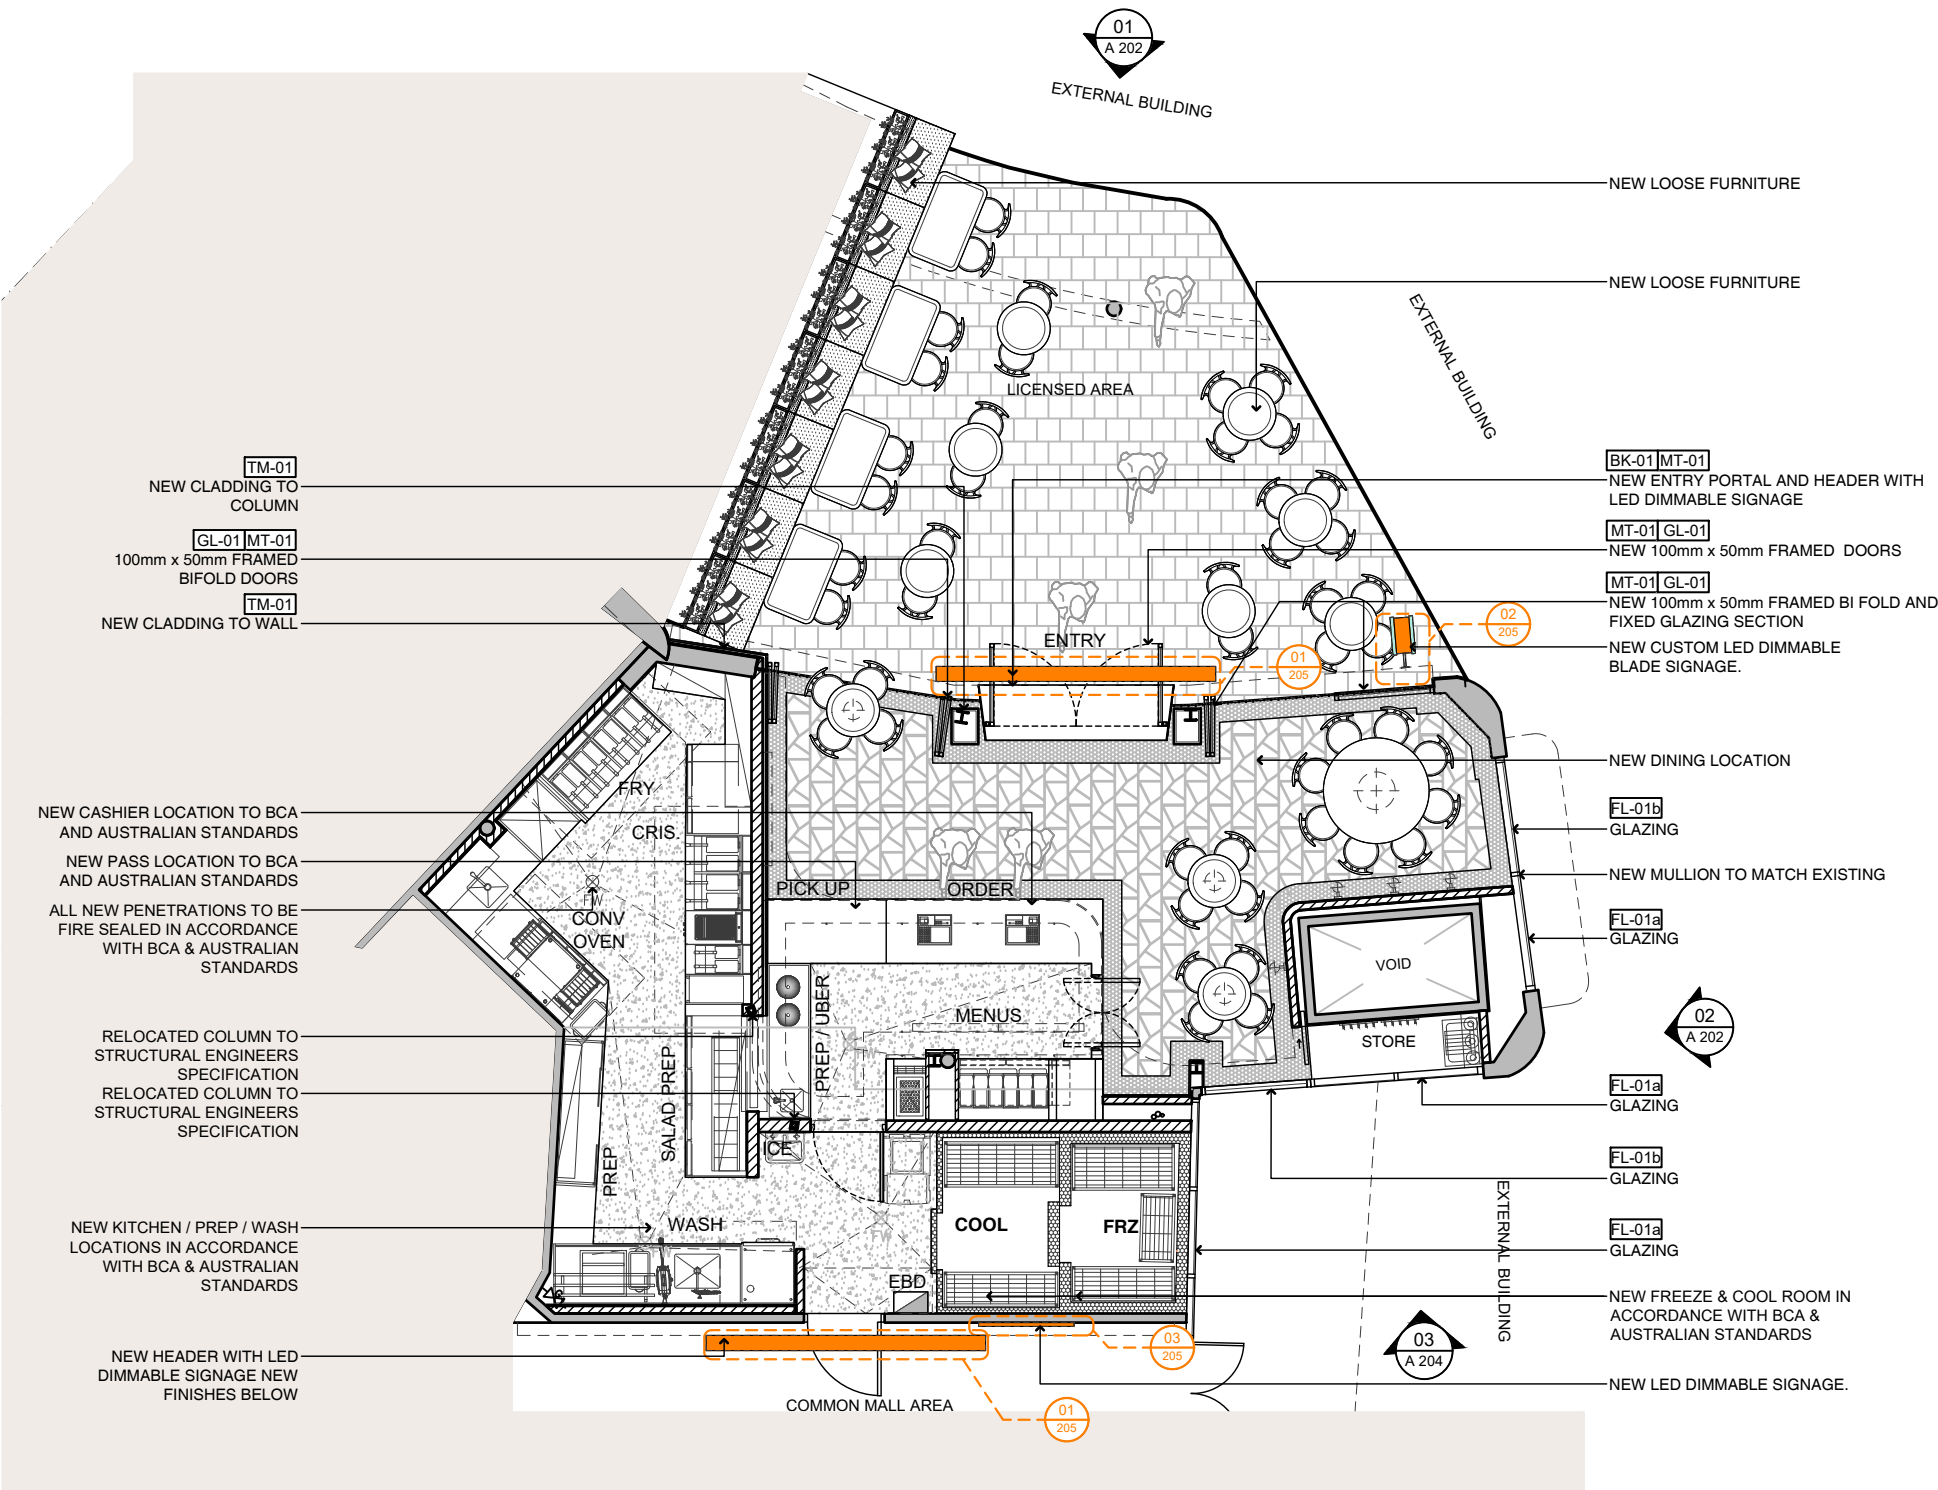 01
A 202
EXTERNAL BUILDING
NEW LOOSE FURNITURE
NEW LOOSE FURNITURE
EXTERNAL BUILDING
LICENSED AREA
TM-01
NEW CLADDING TO
COLUMN
GL-01 MT-01
100mm x 50mm FRAMED
BIFOLD DOORS
TM-01
NEW CLADDING TO WALL
BK-01 MT-01
NEW ENTRY PORTAL AND HEADER WITH
LED DIMMABLE SIGNAGE
MT-01 GL-01
NEW 100mm x 50mm FRAMED DOORS
MT-01 GL-01
NEW 100mm x 50mm FRAMED BI FOLD AND
FIXED GLAZING SECTION
NEW CUSTOM LED DIMMABLE
BLADE SIGNAGE.
02
205
ENTRY
01
205
NEW DINING LOCATION
FL-01b
GLAZING
NEW MULLION TO MATCH EXISTING
FL-01a
GLAZING
NEW CASHIER LOCATION TO BCA
AND AUSTRALIAN STANDARDS
NEW PASS LOCATION TO BCA
AND AUSTRALIAN STANDARDS
ALL NEW PENETRATIONS TO BE
FIRE SEALED IN ACCORDANCE
WITH BCA & AUSTRALIAN
STANDARDS
FRY
CRIS.
FW
CONV
OVEN
PICK UP
ORDER
VOID
MENUS
STORE
PREP / UBER
SALAD PREP
PREP
ICE
WASH
FW
COOL
FRZ
EBD
RELOCATED COLUMN TO
STRUCTURAL ENGINEERS
SPECIFICATION
RELOCATED COLUMN TO
STRUCTURAL ENGINEERS
SPECIFICATION
NEW KITCHEN / PREP / WASH
LOCATIONS IN ACCORDANCE
WITH BCA & AUSTRALIAN
STANDARDS
NEW HEADER WITH LED
DIMMABLE SIGNAGE NEW
FINISHES BELOW
02
A 202
FL-01a
GLAZING
FL-01b
GLAZING
FL-01a
GLAZING
EXTERNAL BUILDING
NEW FREEZE & COOL ROOM IN
ACCORDANCE WITH BCA &
AUSTRALIAN STANDARDS
03
A 204
03
205
NEW LED DIMMABLE SIGNAGE.
COMMON MALL AREA
01
205